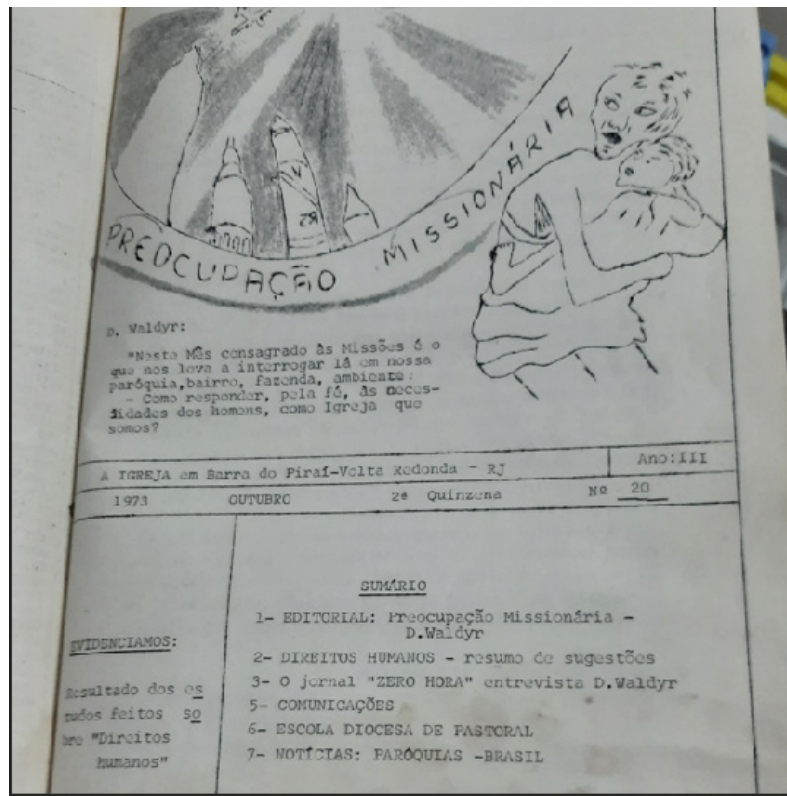 PREOCUPAÇÃO MISSIONÁRIA
D. Waldyr:
"Neste Mês consagrado às Missões é o
que nos leva a interrogar lá em nossa
paróquia, bairro, fazenda, ambiente:
- Como responder, pela fé, às neces-
sidades dos homens, como Igreja que
somos?
A IGREJA em Barra do Piraí-Volta Redonda - RJ
Ano:III
1973 OUTUBRO 2ª Quinzena Nº 20
EVIDENCIAMOS:
Resultado dos es
tudos feitos so
bre "Direitos
humanos"
SUMÁRIO
1- EDITORIAL: Preocupação Missionária -
D.Waldyr
2- DIREITOS HUMANOS - resumo de sugestões
3- O jornal "ZERO HORA" entrevista D.Waldyr
5- COMUNICAÇÕES
6- ESCOLA DIOCESA DE PASTORAL
7- NOTÍCIAS: PARÓQUIAS -BRASIL